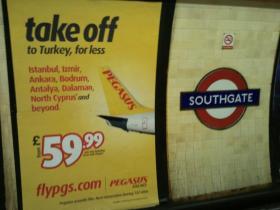 take off
to Turkey, for less
Istanbul, Izmir,
Ankara, Bodrum,
Antalya, Dalaman,
North Cyprus and
beyond.
PEGASUS
from
£59.99
flypgs.com
PEGASUS
SOUTHGATE